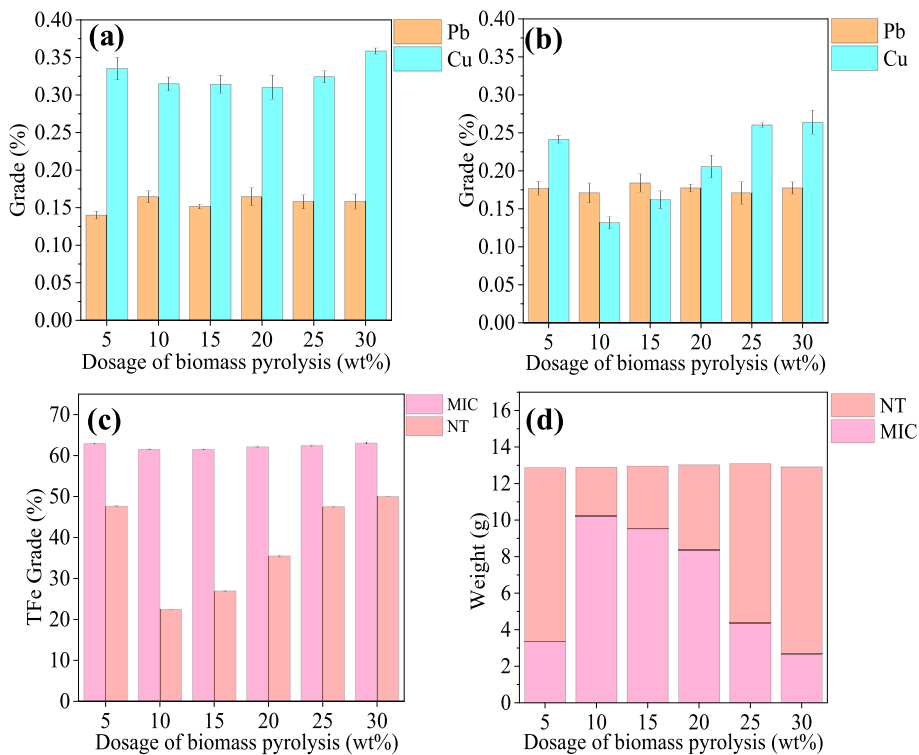 (a)
Pb
Cu
0.40
0.35
0.30
0.25
0.20
0.15
0.10
0.05
0.00
Grade (%)
5 10 15 20 25 30
Dosage of biomass pyrolysis (wt%)
(b)
Pb
Cu
0.40
0.35
0.30
0.25
0.20
0.15
0.10
0.05
0.00
Grade (%)
5 10 15 20 25 30
Dosage of biomass pyrolysis (wt%)
(c)
MIC
NT
70
60
50
40
30
20
10
0
TFe Grade (%)
5 10 15 20 25 30
Dosage of biomass pyrolysis (wt%)
(d)
NT
MIC
16
14
12
10
8
6
4
2
0
Weight (g)
5 10 15 20 25 30
Dosage of biomass pyrolysis (wt%)